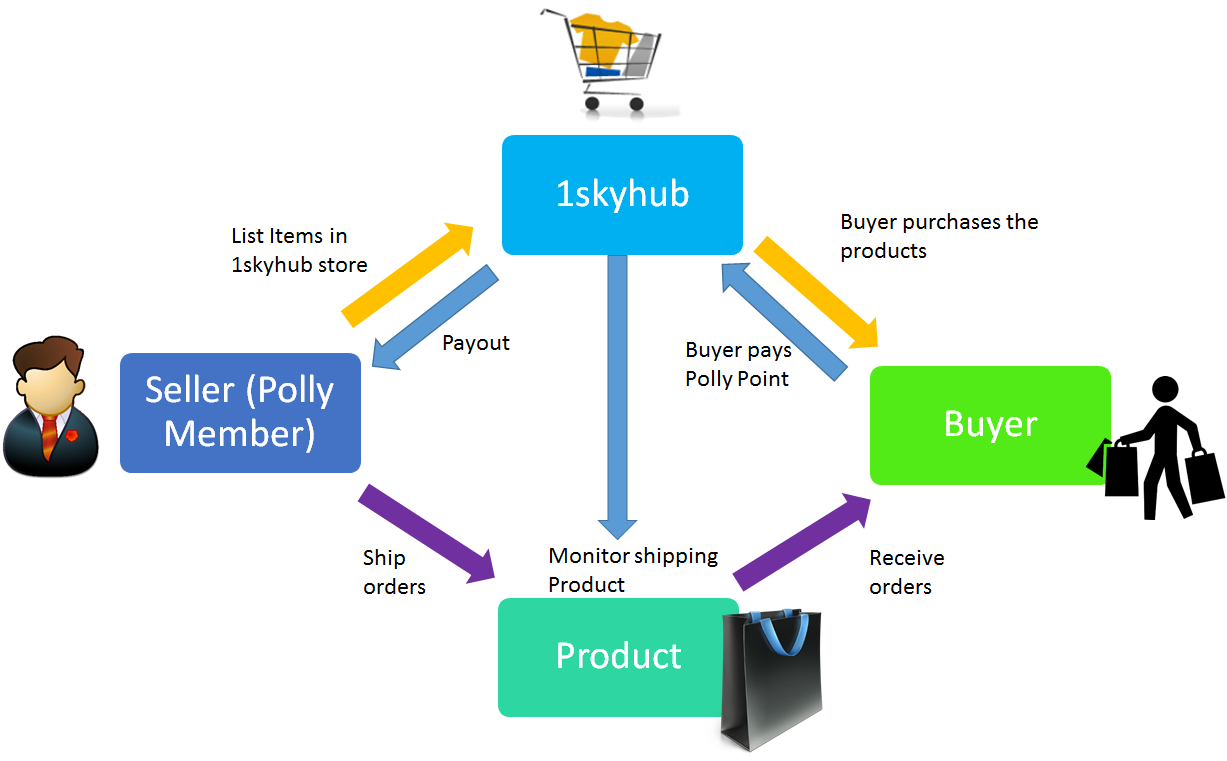 1skyhub
List Items in
1skyhub store
Buyer purchases the
products
Payout
Buyer pays
Polly Point
Seller (Polly
Member)
Buyer
Ship
orders
Monitor shipping
Product
Receive
orders
Product